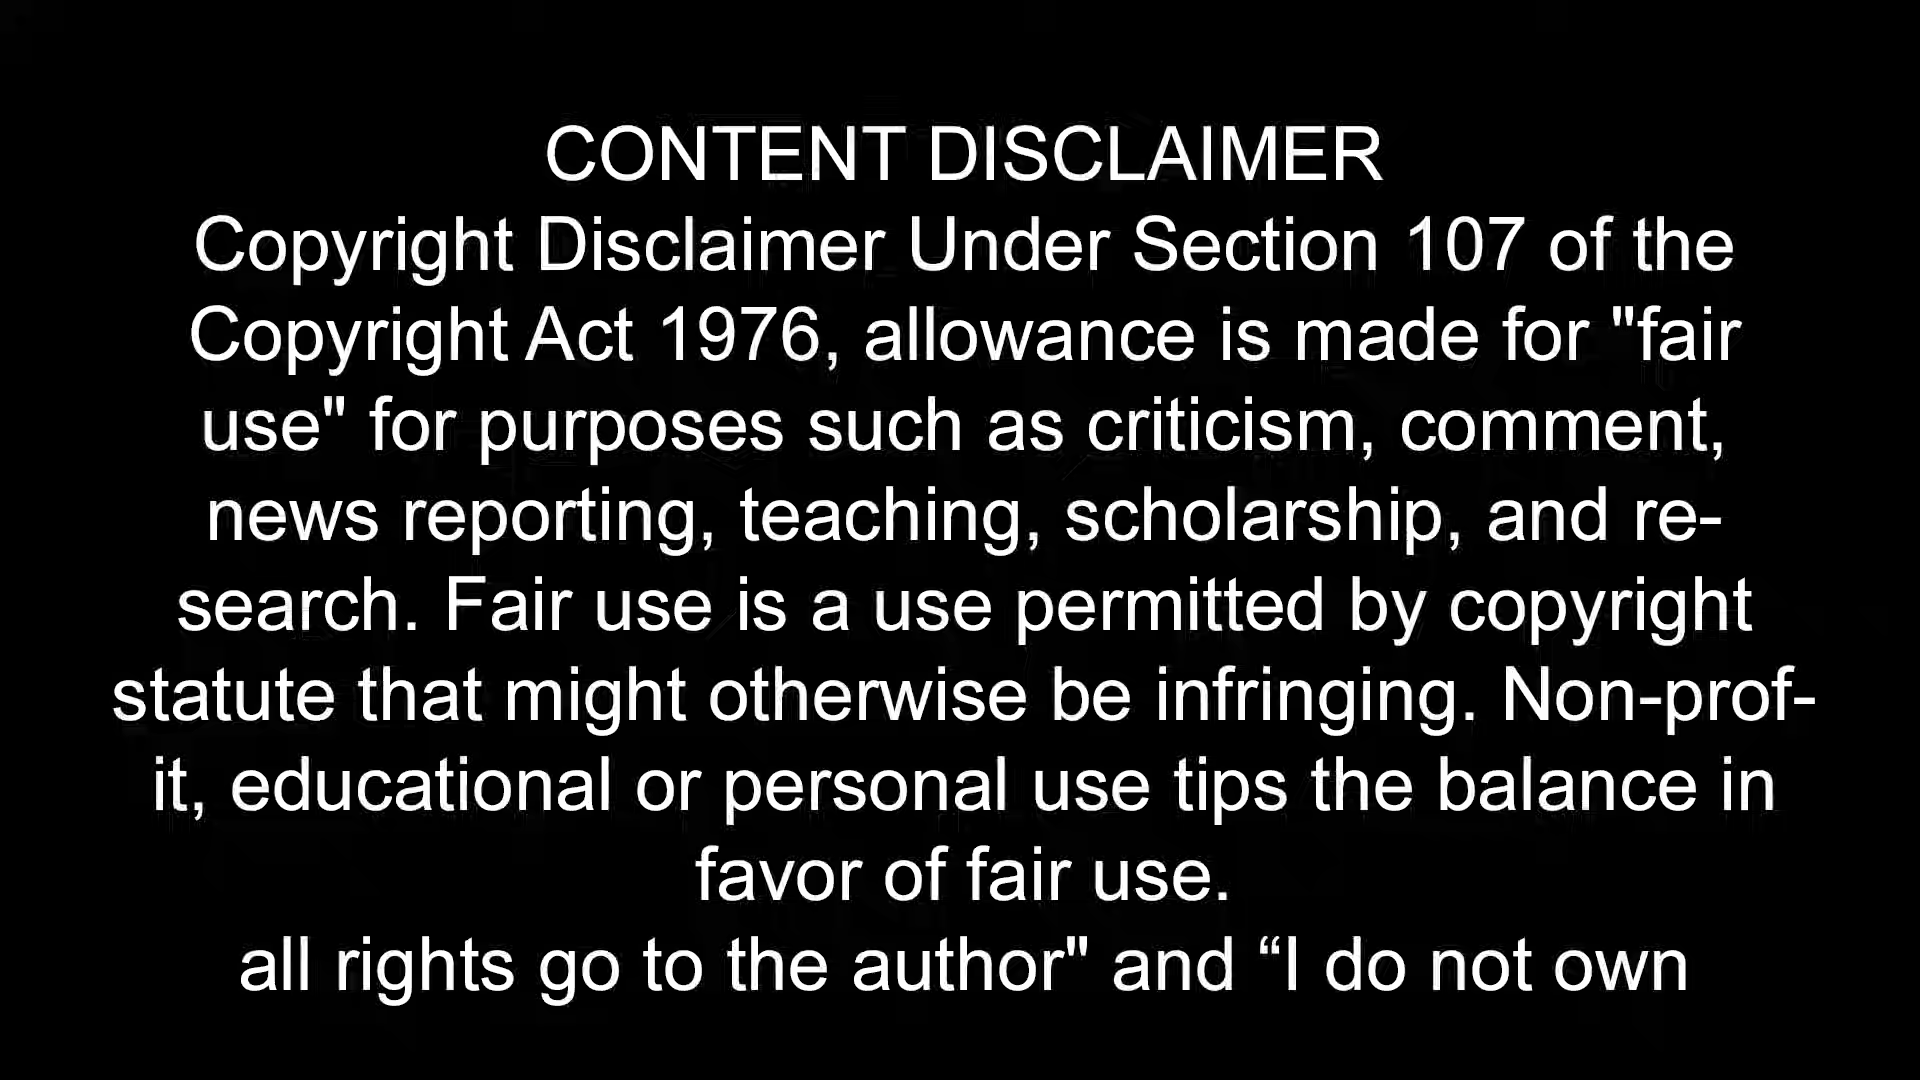 CONTENT DISCLAIMER
Copyright Disclaimer Under Section 107 of the
Copyright Act 1976, allowance is made for "fair
use" for purposes such as criticism, comment,
news reporting, teaching, scholarship, and re-
search. Fair use is a use permitted by copyright
statute that might otherwise be infringing. Non-prof-
it, educational or personal use tips the balance in
favor of fair use.
all rights go to the author" and “I do not own